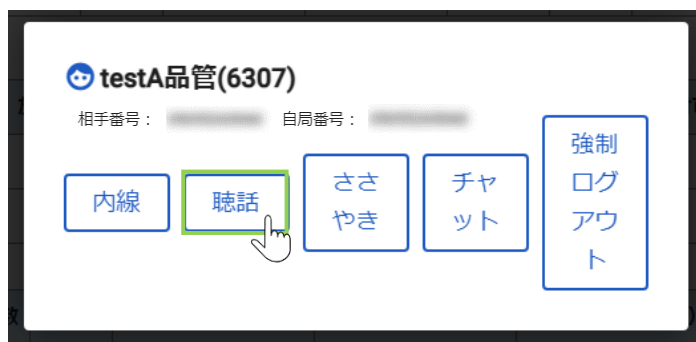 testA品管(6307)
相手番号： 自局番号：
内線
聴話
ささ
やき
チャ
ット
強制
ログ
アウ
ト